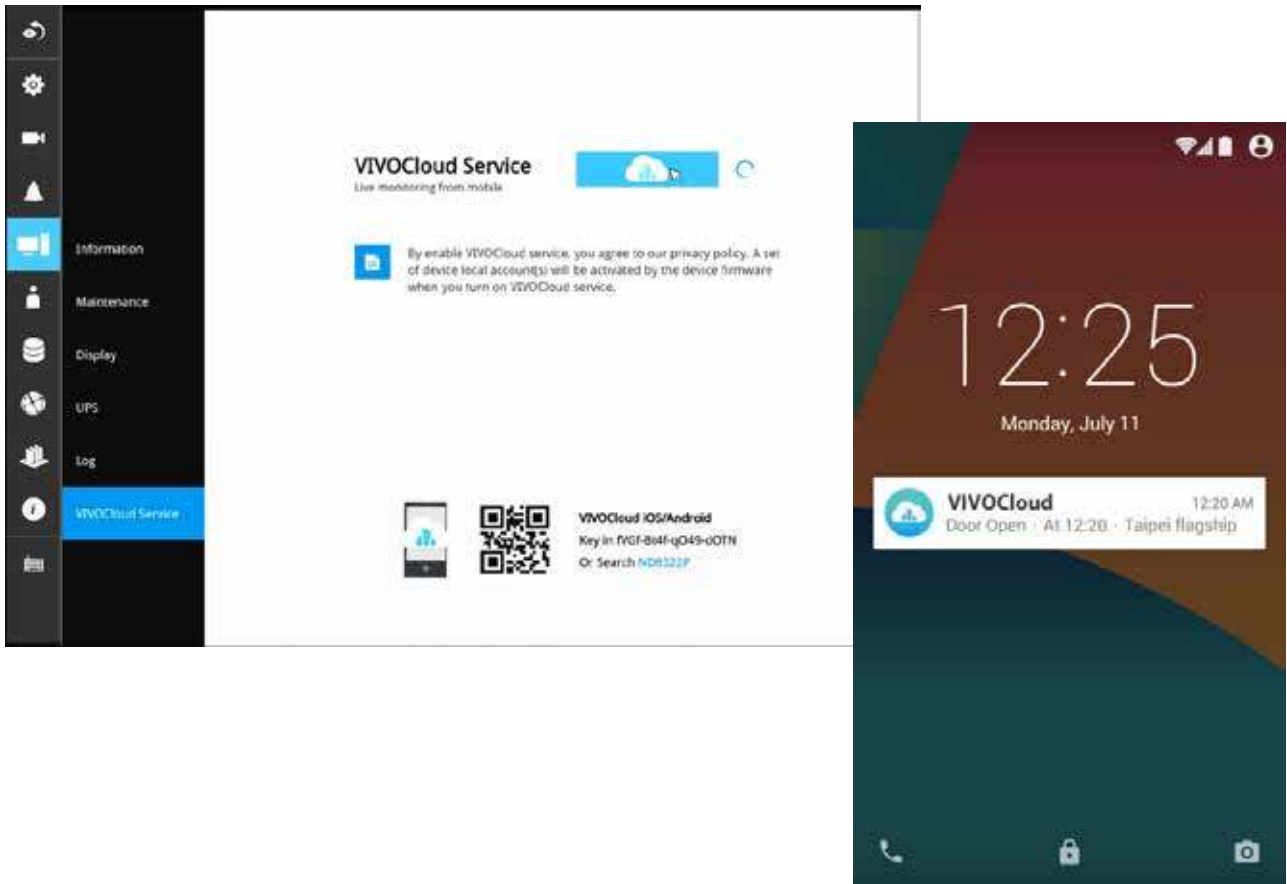 VIVOCloud Service
Live monitoring from mobile
By enable VIVOCloud service, you agree to our privacy policy. A set
of device local account(s) will be activated by the device firmware
when you turn on VIVOCloud service.
Information
Maintenance
Display
UPS
Log
VIVOCloud Service
VIVOCloud iOS/Android
Key in
Or Search
12:25
Monday, July 11
VIVOCloud
12:20 AM
Door Open · At 12:20 · Taipei flagship